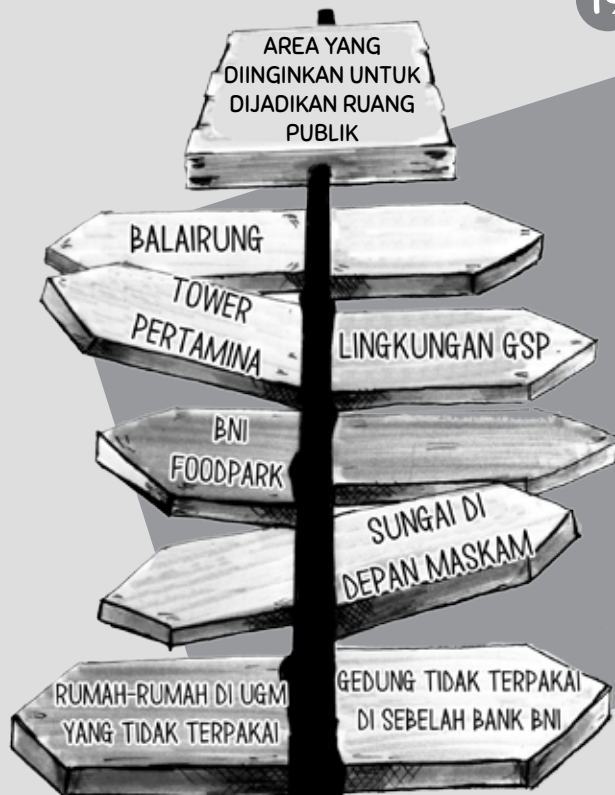 AREA YANG
DIINGINKAN UNTUK
DIJADIKAN RUANG
PUBLIK
BALAIRUNG
TOWER
PERTAMINA
LINGKUNGAN GSP
BNI
FOODPARK
SUNGAI DI
DEPAN MASKAM
RUMAH-RUMAH DI UGM
YANG TIDAK TERPAKAI
GEDUNG TIDAK TERPAKAI
DI SEBELAH BANK BNI